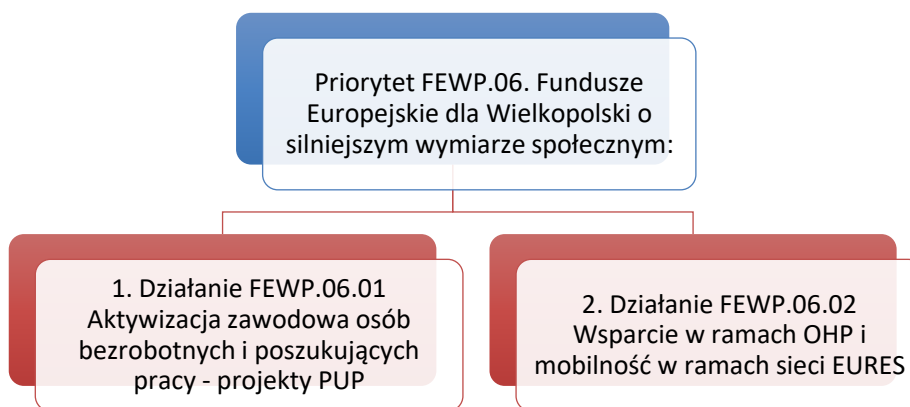 Priorytet FEWP.06. Fundusze
Europejskie dla Wielkopolski o
silniejszym wymiarze społecznym:
1. Działanie FEWP.06.01
Aktywizacja zawodowa osób
bezrobotnych i poszukujących
pracy - projekty PUP
2. Działanie FEWP.06.02
Wsparcie w ramach OHP i
mobilność w ramach sieci EURES